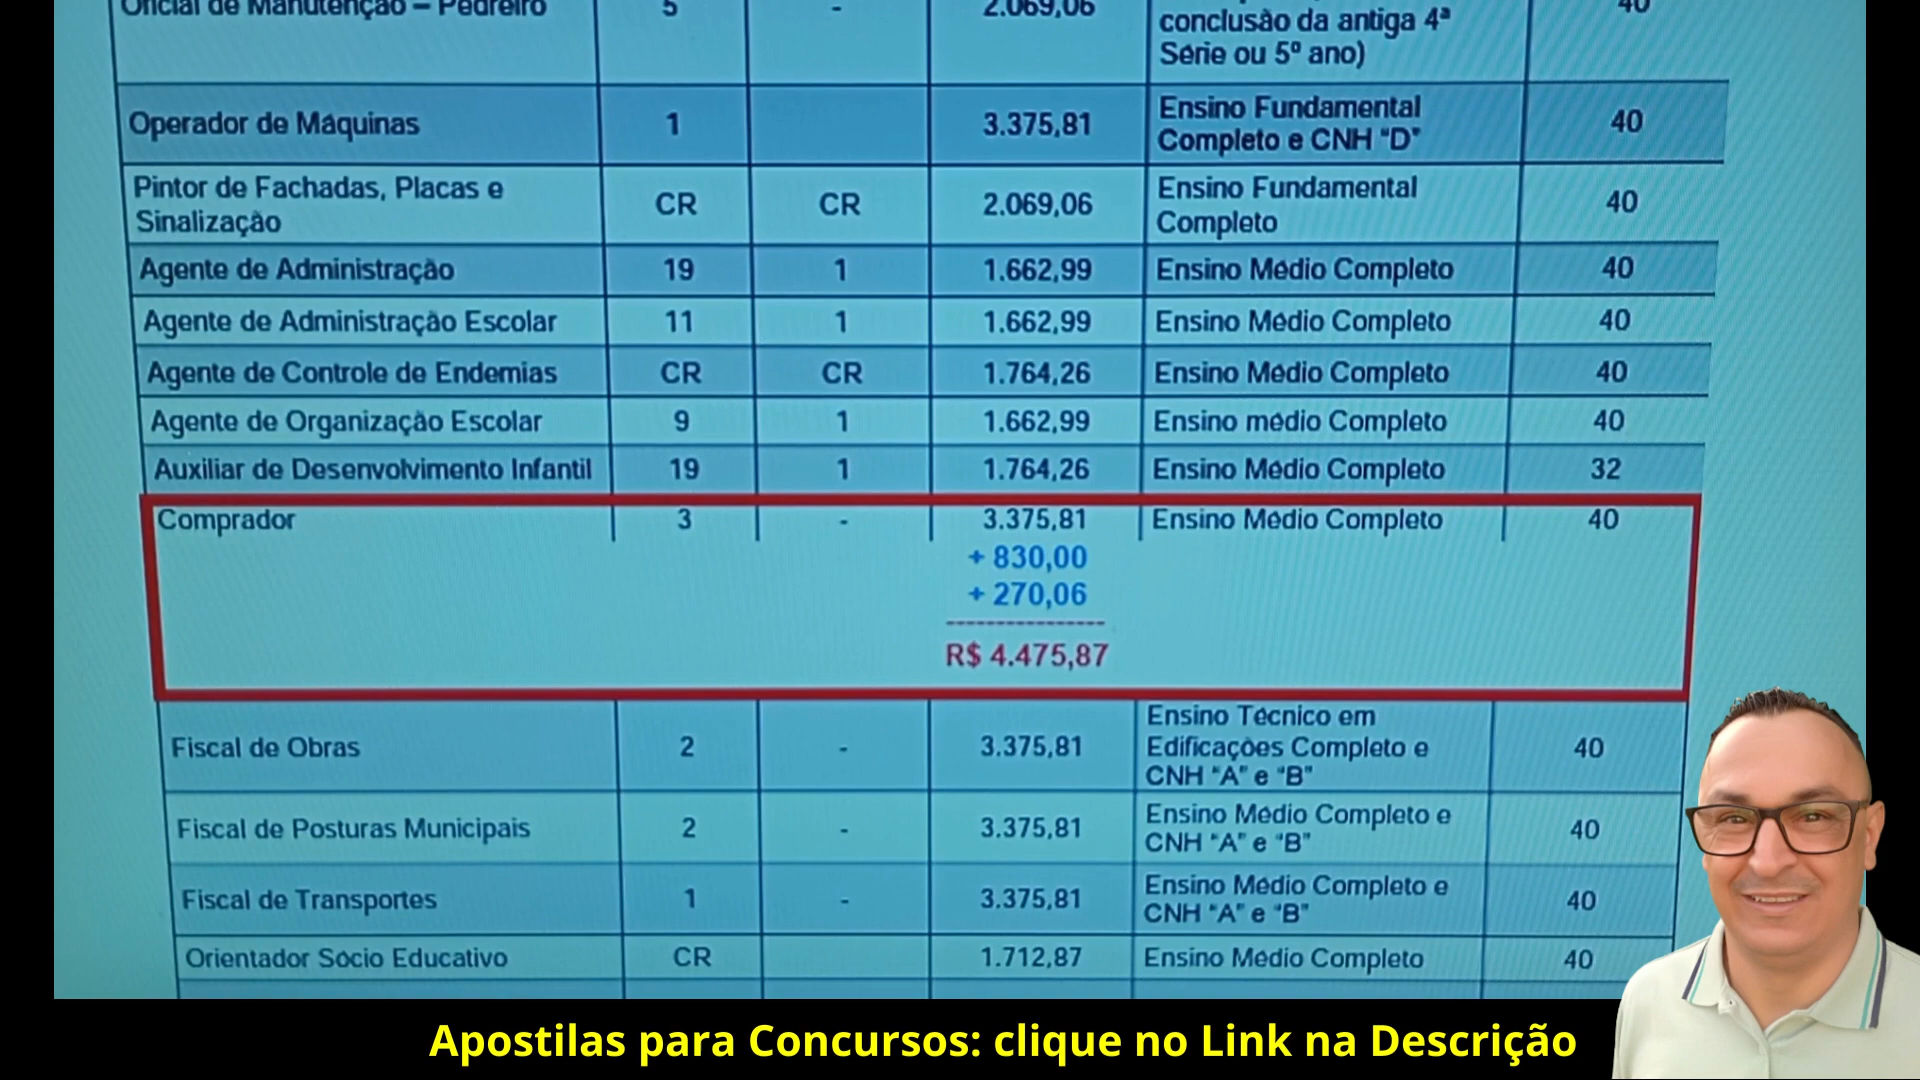 Oficial de Manutenção – Pedreiro 5 - 2.069,06 conclusão da antiga 4ª 40
Série ou 5º ano)
Operador de Máquinas 1 3.375,81 Ensino Fundamental Completo e CNH "D" 40
Pintor de Fachadas, Placas e Sinalização CR CR 2.069,06 Ensino Fundamental Completo 40
Agente de Administração 19 1 1.662,99 Ensino Médio Completo 40
Agente de Administração Escolar 11 1 1.662,99 Ensino Médio Completo 40
Agente de Controle de Endemias CR CR 1.764,26 Ensino Médio Completo 40
Agente de Organização Escolar 9 1 1.662,99 Ensino médio Completo 40
Auxiliar de Desenvolvimento Infantil 19 1 1.764,26 Ensino Médio Completo 32
Comprador 3 - 3.375,81 Ensino Médio Completo 40
+ 830,00
+ 270,06
----------------
R$ 4.475,87
Fiscal de Obras 2 - 3.375,81 Ensino Técnico em Edificações Completo e CNH "A" e "B" 40
Fiscal de Posturas Municipais 2 - 3.375,81 Ensino Médio Completo e CNH "A" e "B" 40
Fiscal de Transportes 1 - 3.375,81 Ensino Médio Completo e CNH "A" e "B" 40
Orientador Sócio Educativo CR 1.712,87 Ensino Médio Completo 40
Apostilas para Concursos: clique no Link na Descrição